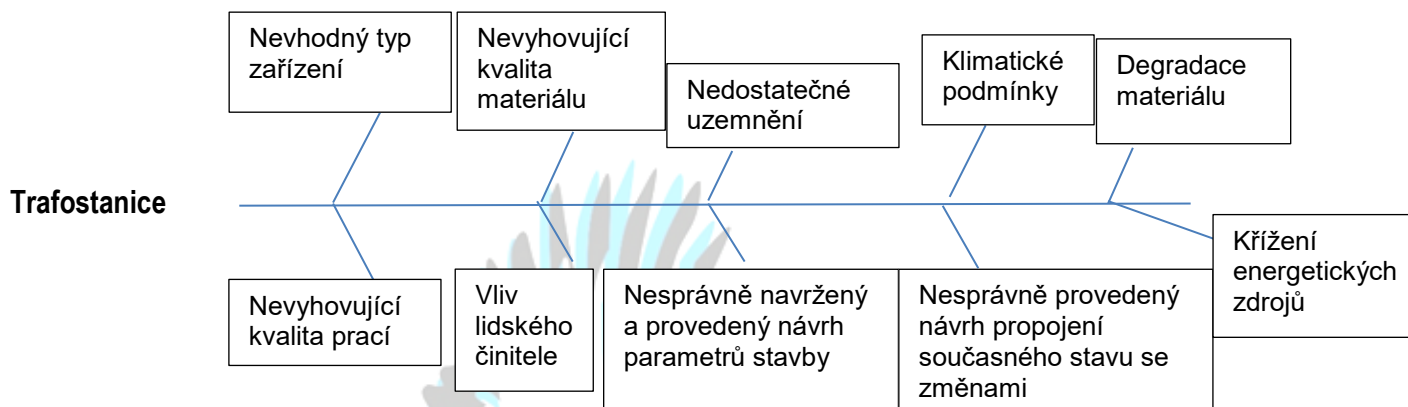 Nevhodný typ
zařízení
Nevyhovující
kvalita
materiálu
Nedostatečné
uzemnění
Klimatické
podmínky
Degradace
materiálu
Trafostanice
Nevyhovující
kvalita prací
Vliv
lidského
činitele
Nesprávně navržený
a provedený návrh
parametrů stavby
Nesprávně provedený
návrh propojení
současného stavu se
změnami
Křížení
energetických
zdrojů